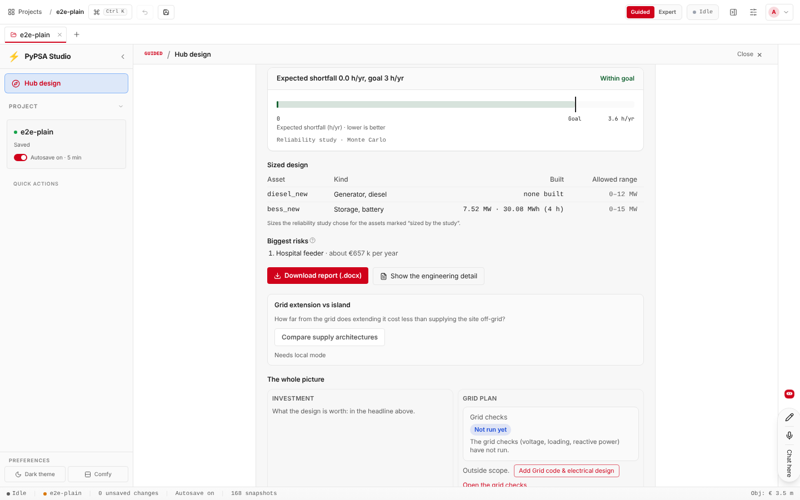 Projects / e2e-plain ⌘ Ctrl K Guided Expert Idle A
e2e-plain
PyPSA Studio
GUIDED / Hub design Close
Hub design
PROJECT
e2e-plain
Saved
Autosave on · 5 min
QUICK ACTIONS
Expected shortfall 0.0 h/yr, goal 3 h/yr Within goal
0 Goal 3.6 h/yr
Expected shortfall (h/yr) · lower is better
Reliability study · Monte Carlo
Sized design
Asset Kind Built Allowed range
diesel_new Generator, diesel none built 0–12 MW
bess_new Storage, battery 7.52 MW · 30.08 MWh (4 h) 0–15 MW
Sizes the reliability study chose for the assets marked "sized by the study".
Biggest risks
1. Hospital feeder · about €657 k per year
Download report (.docx) Show the engineering detail
Grid extension vs island
How far from the grid does extending it cost less than supplying the site off-grid?
Compare supply architectures
Needs local mode
The whole picture
INVESTMENT
What the design is worth: in the headline above.
GRID PLAN
Grid checks
Not run yet
The grid checks (voltage, loading, reactive power) have not run.
Outside scope. Add Grid code & electrical design
Open the grid checks
Chat here
PREFERENCES
Dark theme Comfy
Idle e2e-plain 0 unsaved changes Autosave on 168 snapshots Obj: € 3.5